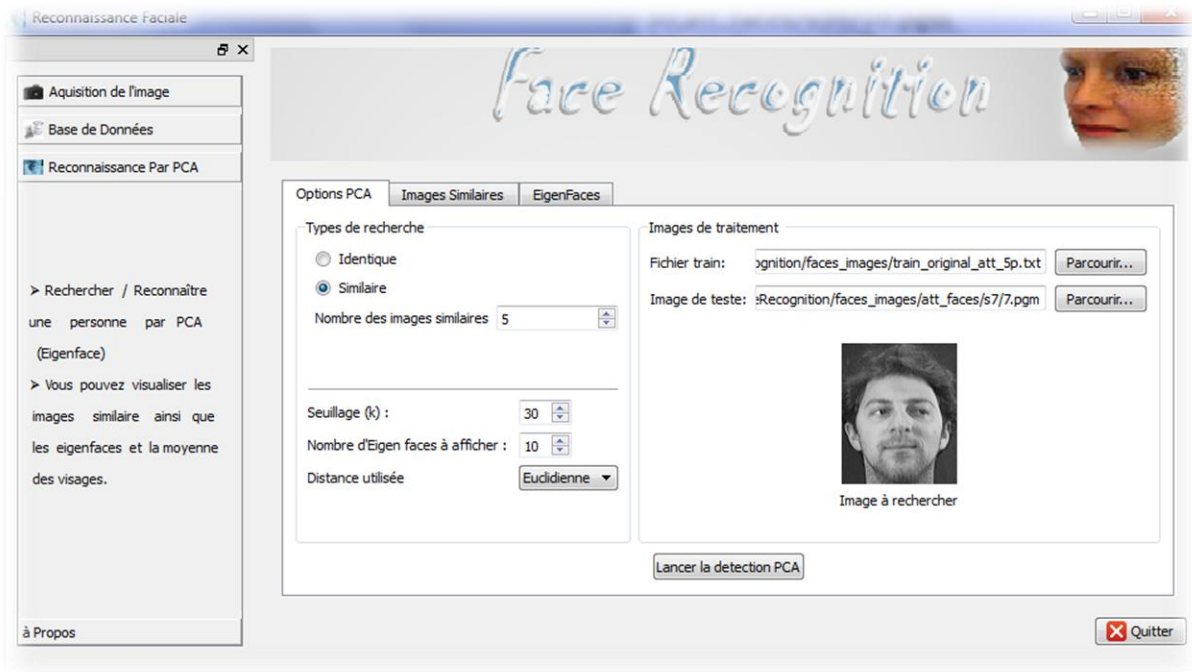 Reconnaissance Faciale
Face Recognition
Aquisition de l'image
Base de Données
Reconnaissance Par PCA
➢ Rechercher / Reconnaître
une personne par PCA
(Eigenface)
➢ Vous pouvez visualiser les
images similaire ainsi que
les eigenfaces et la moyenne
des visages.
à Propos
Options PCA
Images Similaires
EigenFaces
Types de recherche
Identique
Similaire
Nombre des images similaires 5
Seuillage (k) : 30
Nombre d'Eigen faces à afficher : 10
Distance utilisée Euclidienne
Images de traitement
Fichier train: ognition/faces_images/train_original_att_5p.txt Parcourir...
Image de teste: eRecognition/faces_images/att_faces/s7/7.pgm Parcourir...
Image à rechercher
Lancer la detection PCA
Quitter